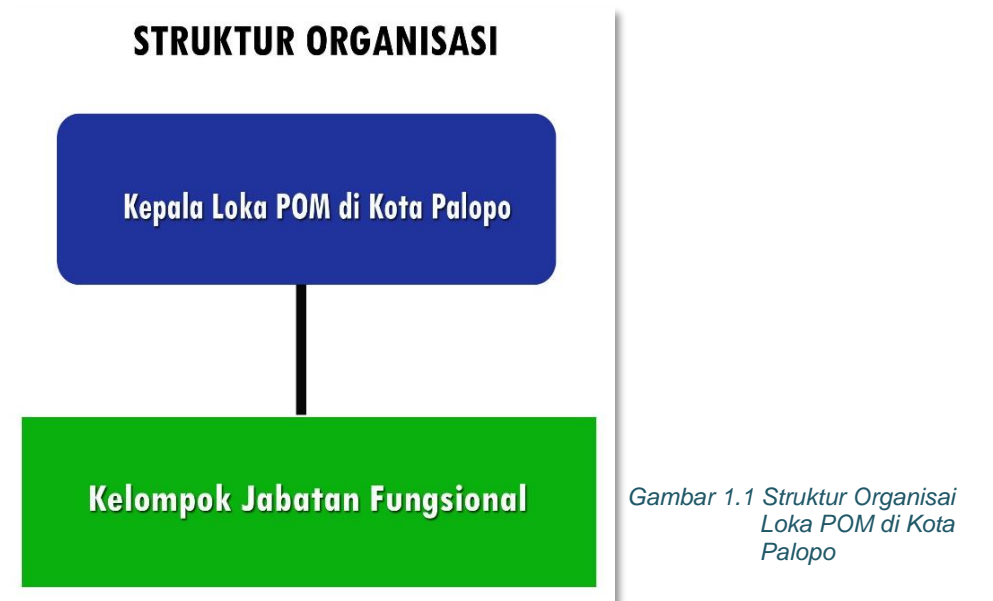 STRUKTUR ORGANISASI
Kepala Loka POM di Kota Palopo
Kelompok Jabatan Fungsional
Gambar 1.1 Struktur Organisai
Loka POM di Kota
Palopo